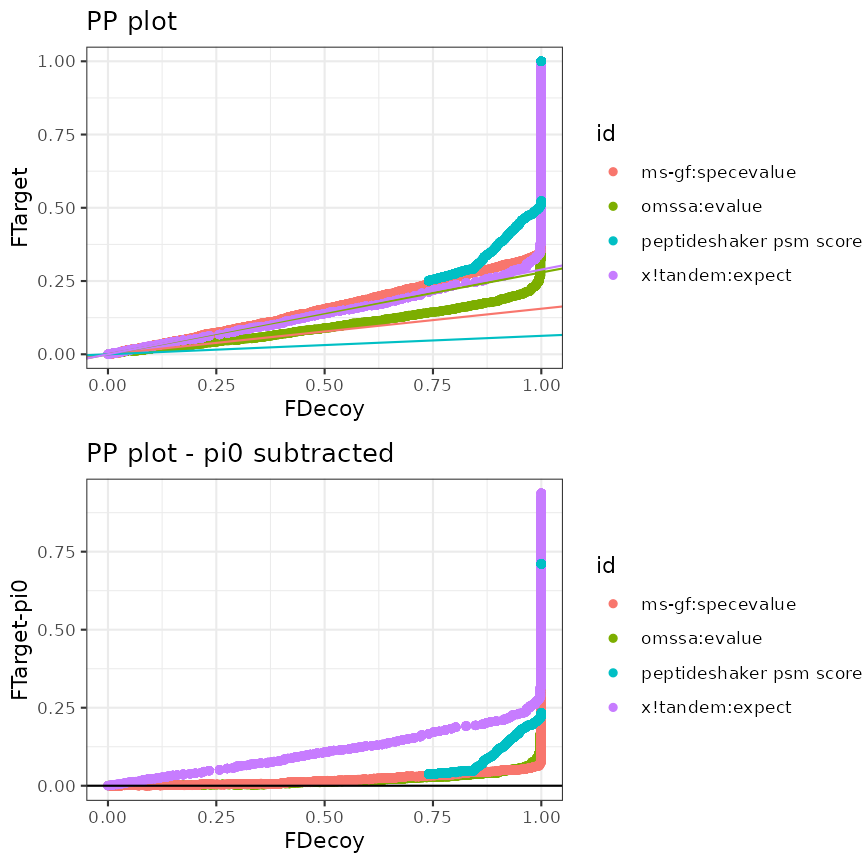 PP plot
FTarget
1.00
0.75
0.50
0.25
0.00
0.00 0.25 0.50 0.75 1.00
FDecoy
id
ms-gf:specevalue
omssa:evalue
peptideshaker psm score
x!tandem:expect
PP plot - pi0 subtracted
FTarget-pi0
0.75
0.50
0.25
0.00
0.00 0.25 0.50 0.75 1.00
FDecoy
id
ms-gf:specevalue
omssa:evalue
peptideshaker psm score
x!tandem:expect